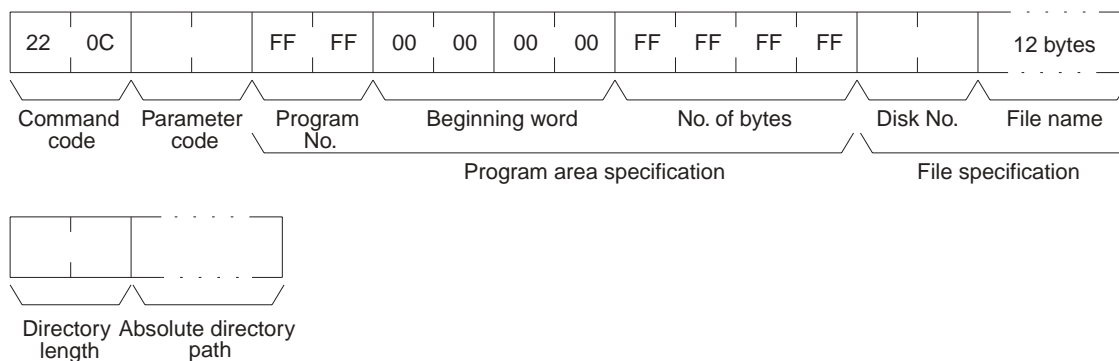 22 0C FF FF 00 00 00 00 FF FF FF FF 12 bytes
Command code
Parameter code
Program No.
Beginning word
No. of bytes
Disk No.
File name
Program area specification
File specification
Directory length
Absolute directory path